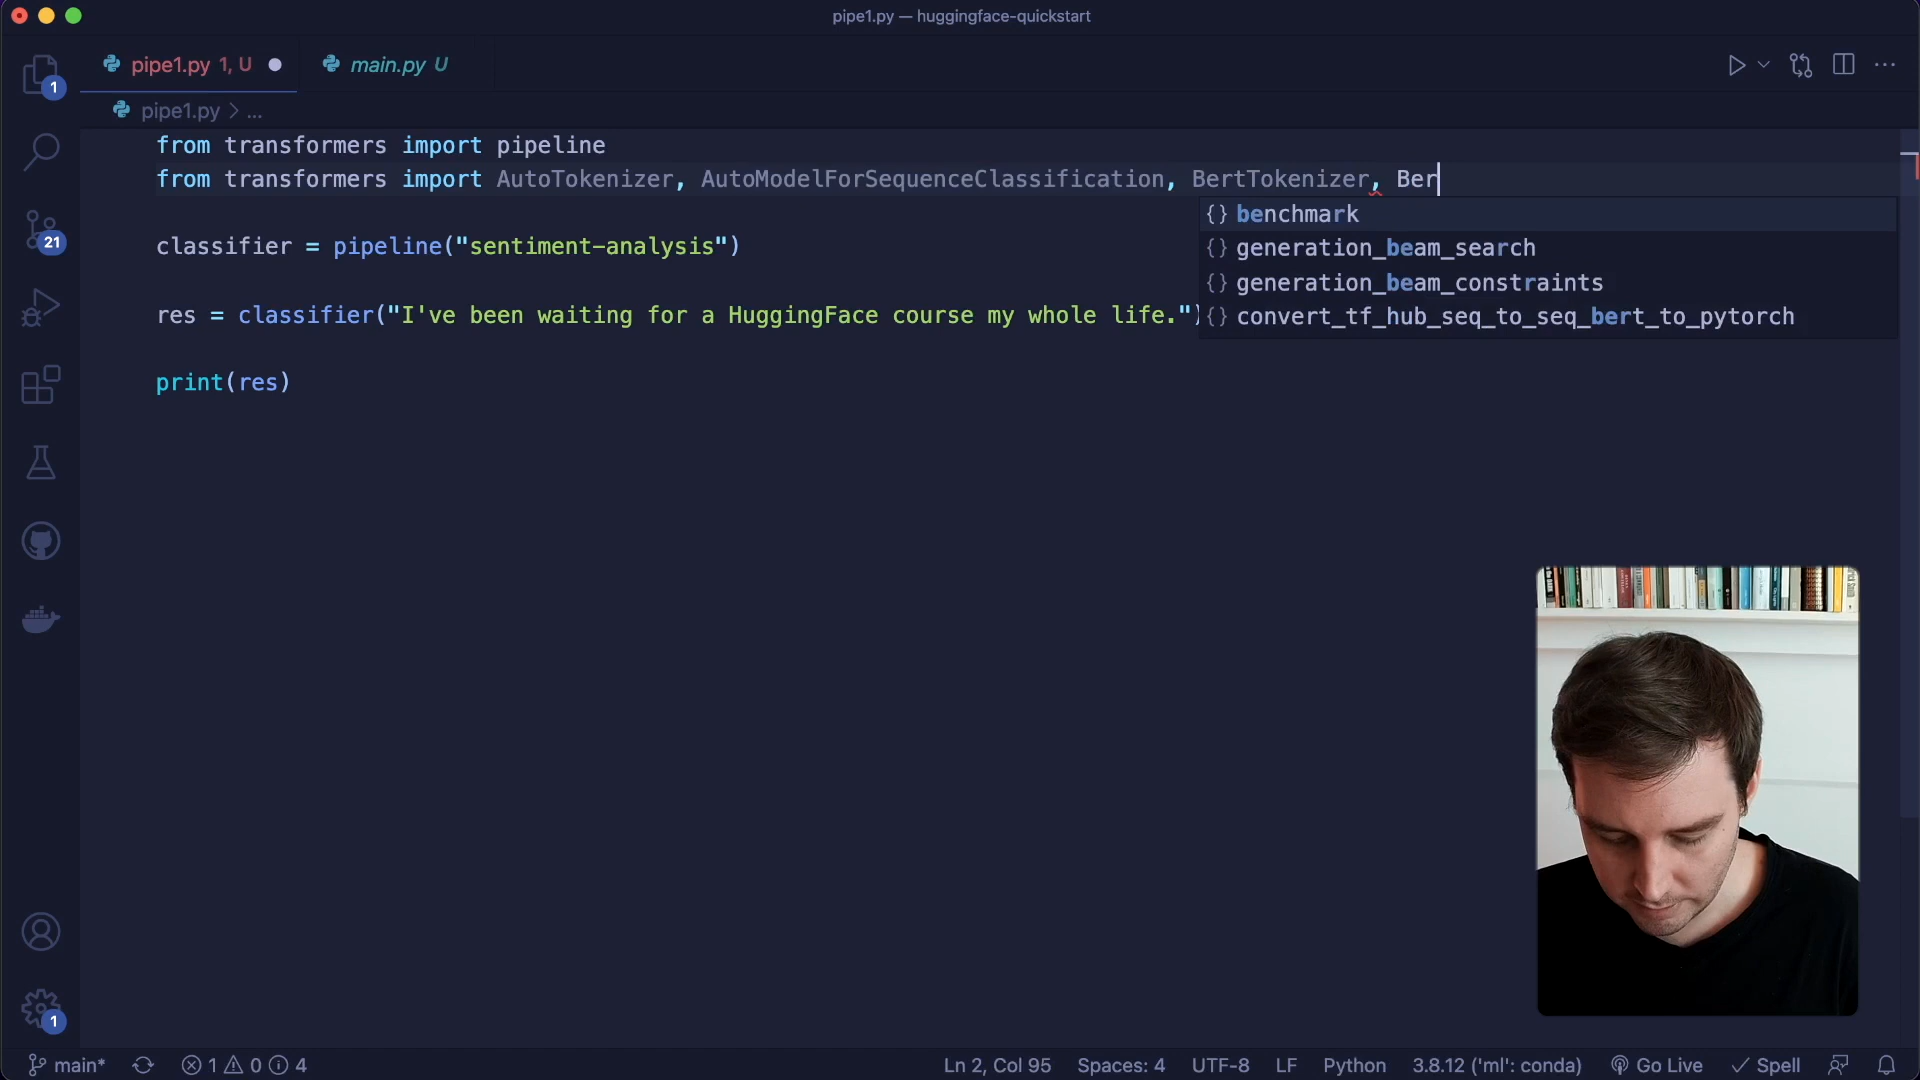 pipe1.py — huggingface-quickstart
pipe1.py 1, U
main.py U
1
pipe1.py > ...
from transformers import pipeline
from transformers import AutoTokenizer, AutoModelForSequenceClassification, BertTokenizer, Ber
{} benchmark
21
classifier = pipeline("sentiment-analysis")
{} generation_beam_search
{} generation_beam_constraints
res = classifier("I've been waiting for a HuggingFace course my whole life.")
{} convert_tf_hub_seq_to_seq_bert_to_pytorch
print(res)
1
main*
1 0 4
Ln 2, Col 95
Spaces: 4
UTF-8
LF
Python
3.8.12 ('ml': conda)
Go Live
Spell